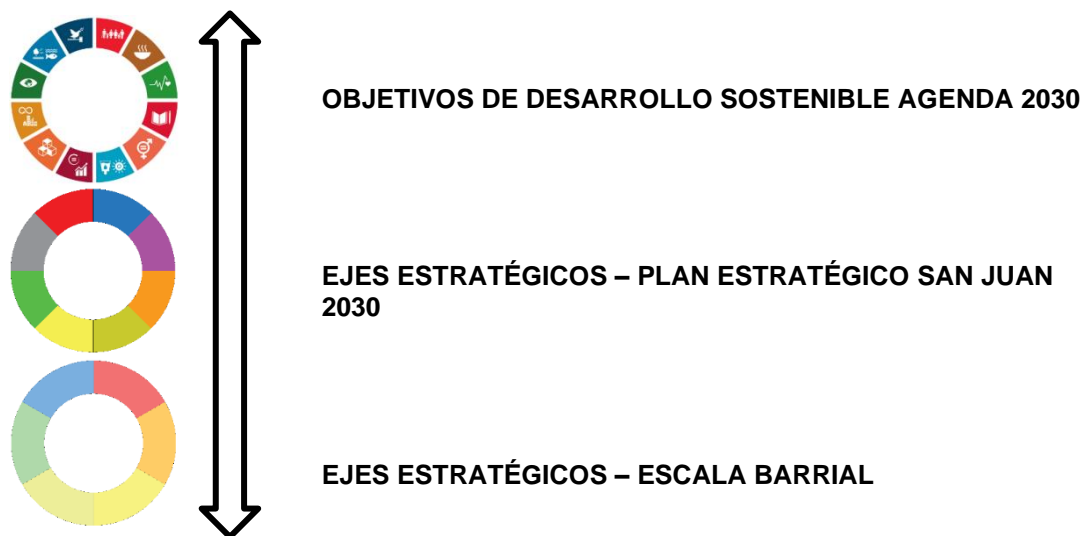 OBJETIVOS DE DESARROLLO SOSTENIBLE AGENDA 2030
EJES ESTRATÉGICOS – PLAN ESTRATÉGICO SAN JUAN
2030
EJES ESTRATÉGICOS – ESCALA BARRIAL